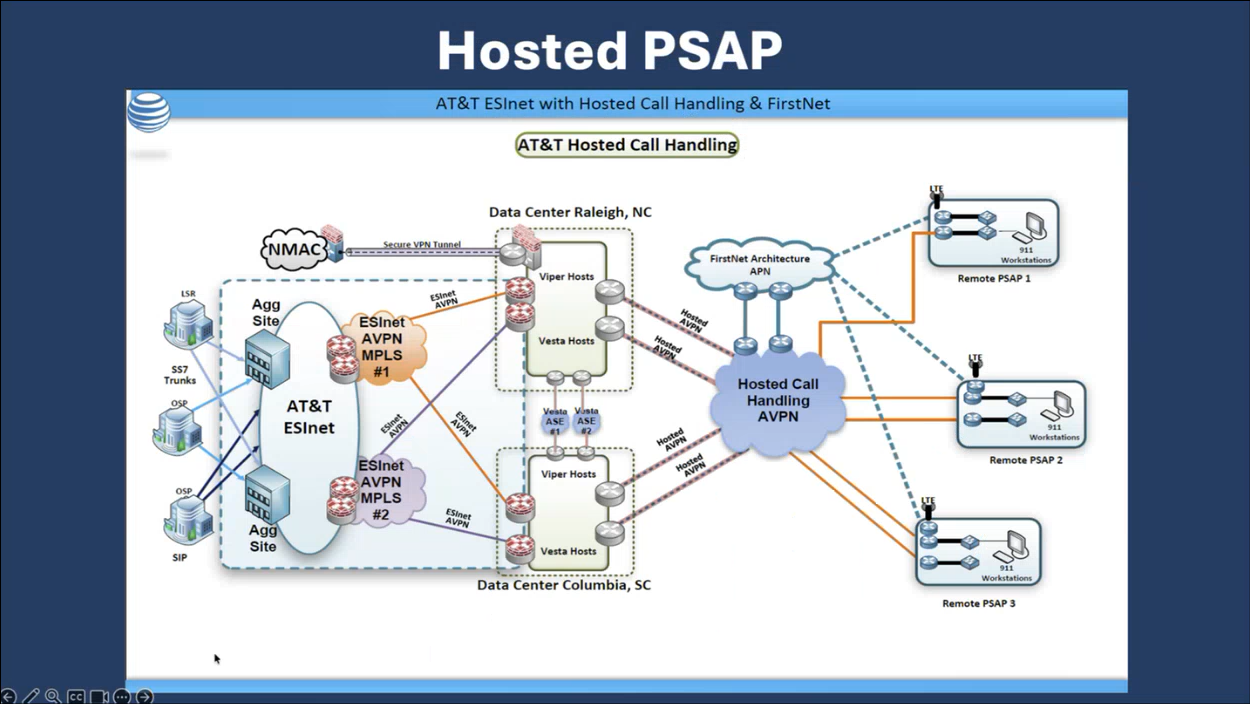 Hosted PSAP
AT&T ESInet with Hosted Call Handling & FirstNet
AT&T Hosted Call Handling
Data Center Raleigh, NC
NMAC
Secure VPN Tunnel
Viper Hosts
Vesta Hosts
LSR
SS7
Trunks
OSP
OSP
SIP
Agg
Site
AT&T
ESInet
Agg
Site
ESInet
AVPN
MPLS
#1
ESInet
AVPN
MPLS
#2
ESInet
AVPN
ESInet
AVPN
ESInet
AVPN
ESInet
AVPN
Vesta
ASE
#1
Vesta
ASE
#2
Viper Hosts
Vesta Hosts
Data Center Columbia, SC
Hosted
AVPN
Hosted
AVPN
Hosted
AVPN
Hosted
AVPN
FirstNet Architecture
APN
Hosted Call
Handling
AVPN
LTE
911
Workstations
Remote PSAP 1
LTE
911
Workstations
Remote PSAP 2
LTE
911
Workstations
Remote PSAP 3
CC